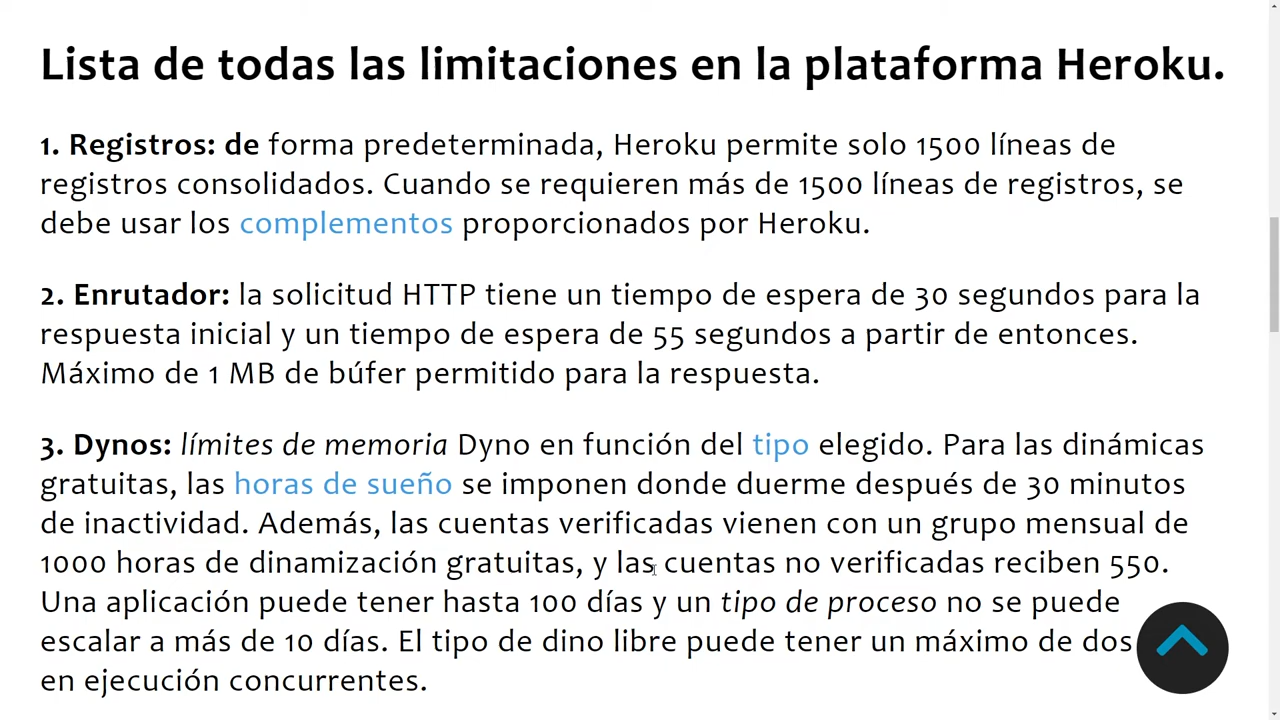 Lista de todas las limitaciones en la plataforma Heroku.
1. Registros: de forma predeterminada, Heroku permite solo 1500 líneas de
registros consolidados. Cuando se requieren más de 1500 líneas de registros, se
debe usar los complementos proporcionados por Heroku.
2. Enrutador: la solicitud HTTP tiene un tiempo de espera de 30 segundos para la
respuesta inicial y un tiempo de espera de 55 segundos a partir de entonces.
Máximo de 1 MB de búfer permitido para la respuesta.
3. Dynos: límites de memoria Dyno en función del tipo elegido. Para las dinámicas
gratuitas, las horas de sueño se imponen donde duerme después de 30 minutos
de inactividad. Además, las cuentas verificadas vienen con un grupo mensual de
1000 horas de dinamización gratuitas, y las cuentas no verificadas reciben 550.
Una aplicación puede tener hasta 100 días y un tipo de proceso no se puede
escalar a más de 10 días. El tipo de dino libre puede tener un máximo de dos
en ejecución concurrentes.